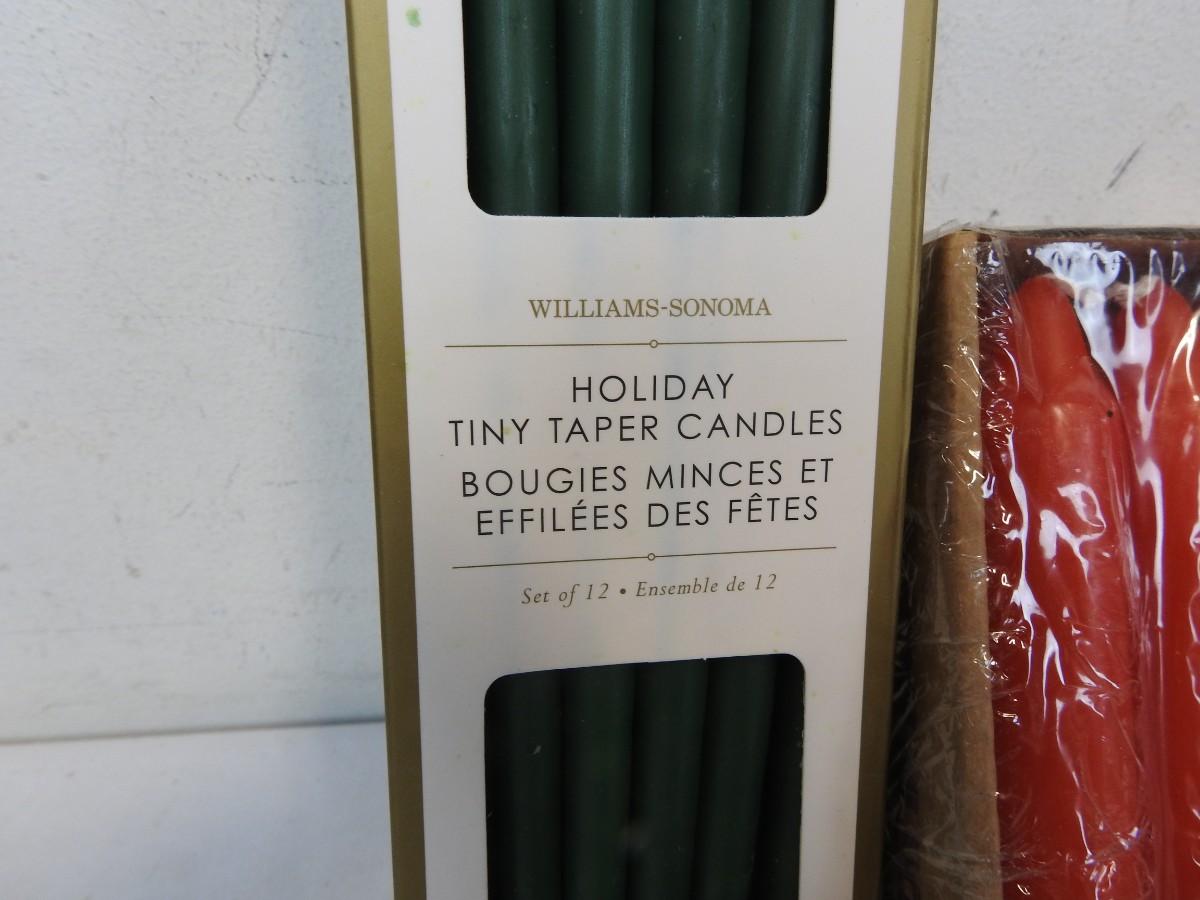 WILLIAMS-SONOMA
HOLIDAY
TINY TAPER CANDLES
BOUGIES MINCES ET
EFFILÉES DES FÊTES
Set of 12 • Ensemble de 12